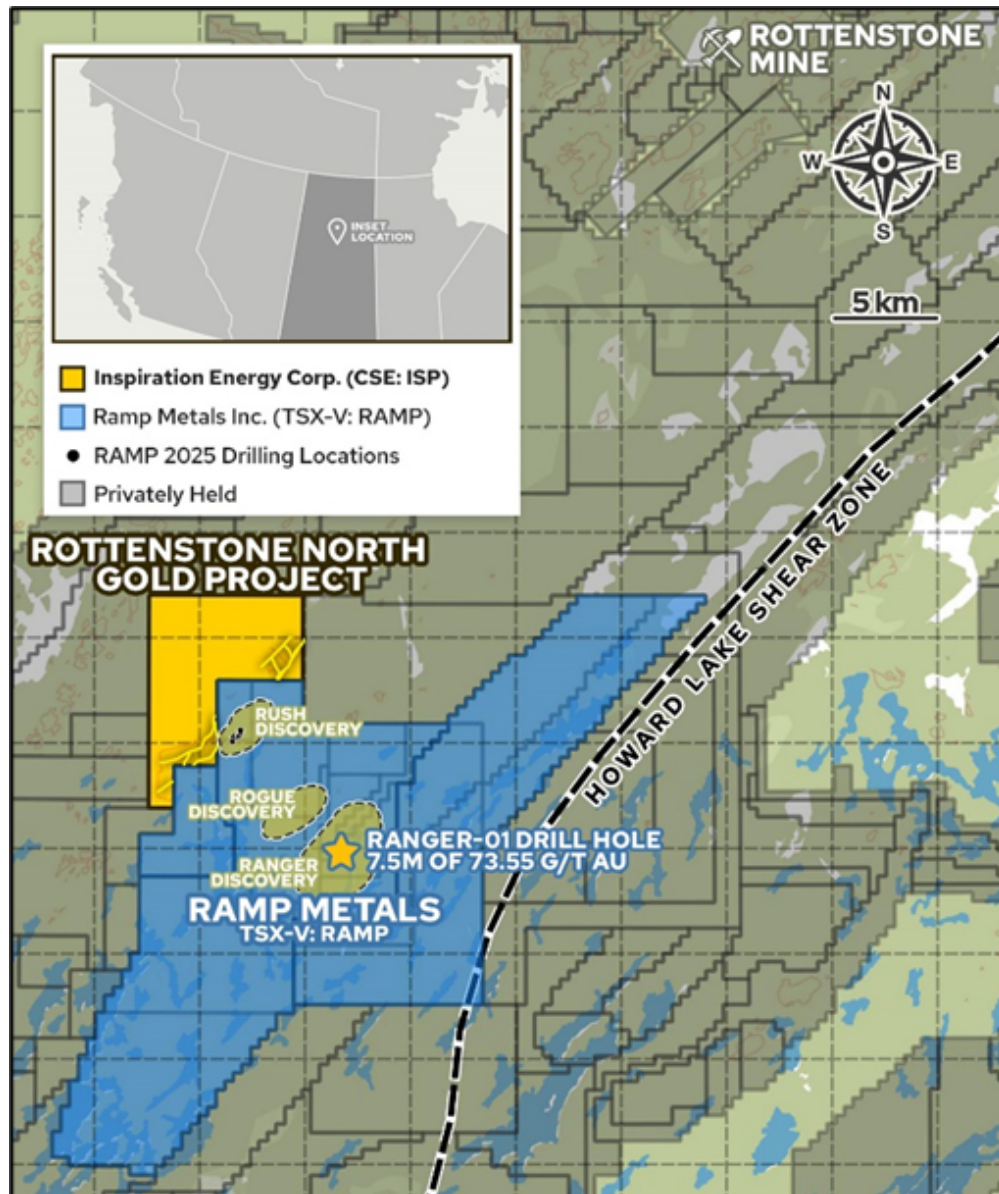 ROTTENSTONE
MINE
N
W
E
S
INSET
LOCATION
5 km
Inspiration Energy Corp. (CSE: ISP)
Ramp Metals Inc. (TSX-V: RAMP)
RAMP 2025 Drilling Locations
Privately Held
ROTTENSTONE NORTH
GOLD PROJECT
HOWARD LAKE SHEAR ZONE
RUSH
DISCOVERY
ROGUE
DISCOVERY
RANGER-01 DRILL HOLE
7.5M OF 73.55 G/T AU
RANGER
DISCOVERY
RAMP METALS
TSX-V: RAMP